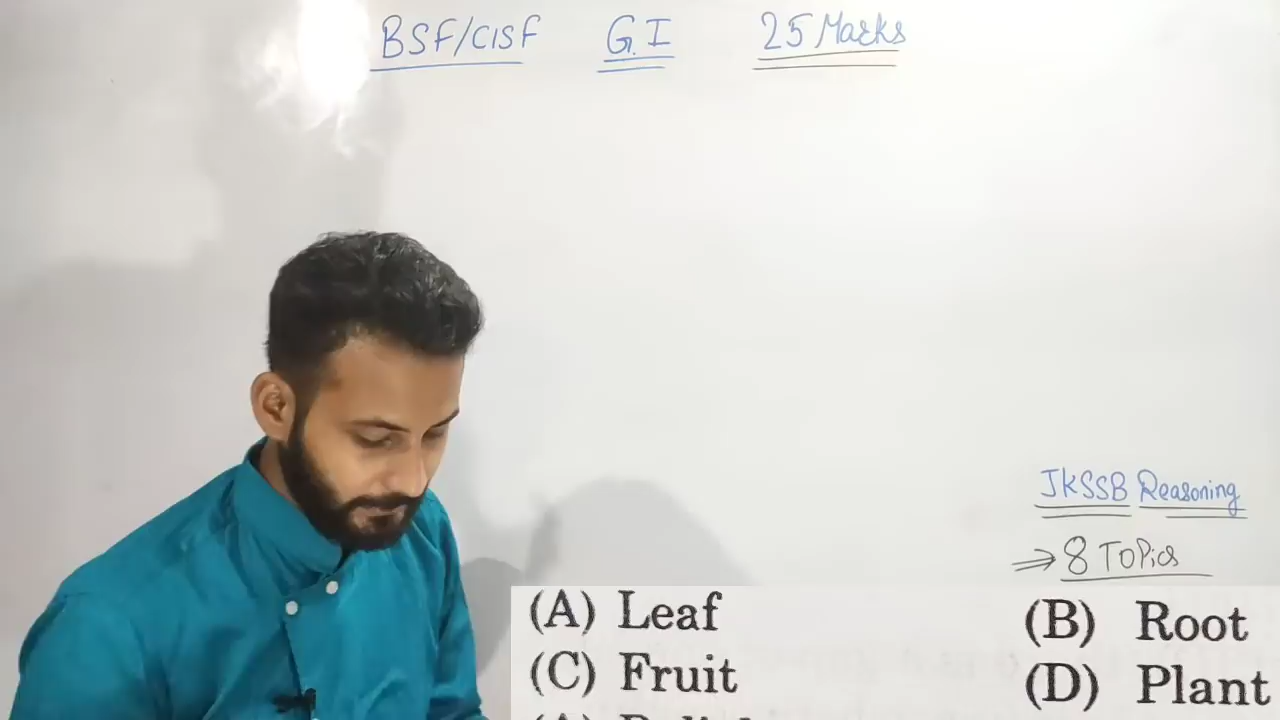 BSF/CISF G.I 25 Marks
JKSSB Reasoning
⇒ 8 Topics
(A) Leaf (B) Root
(C) Fruit (D) Plant